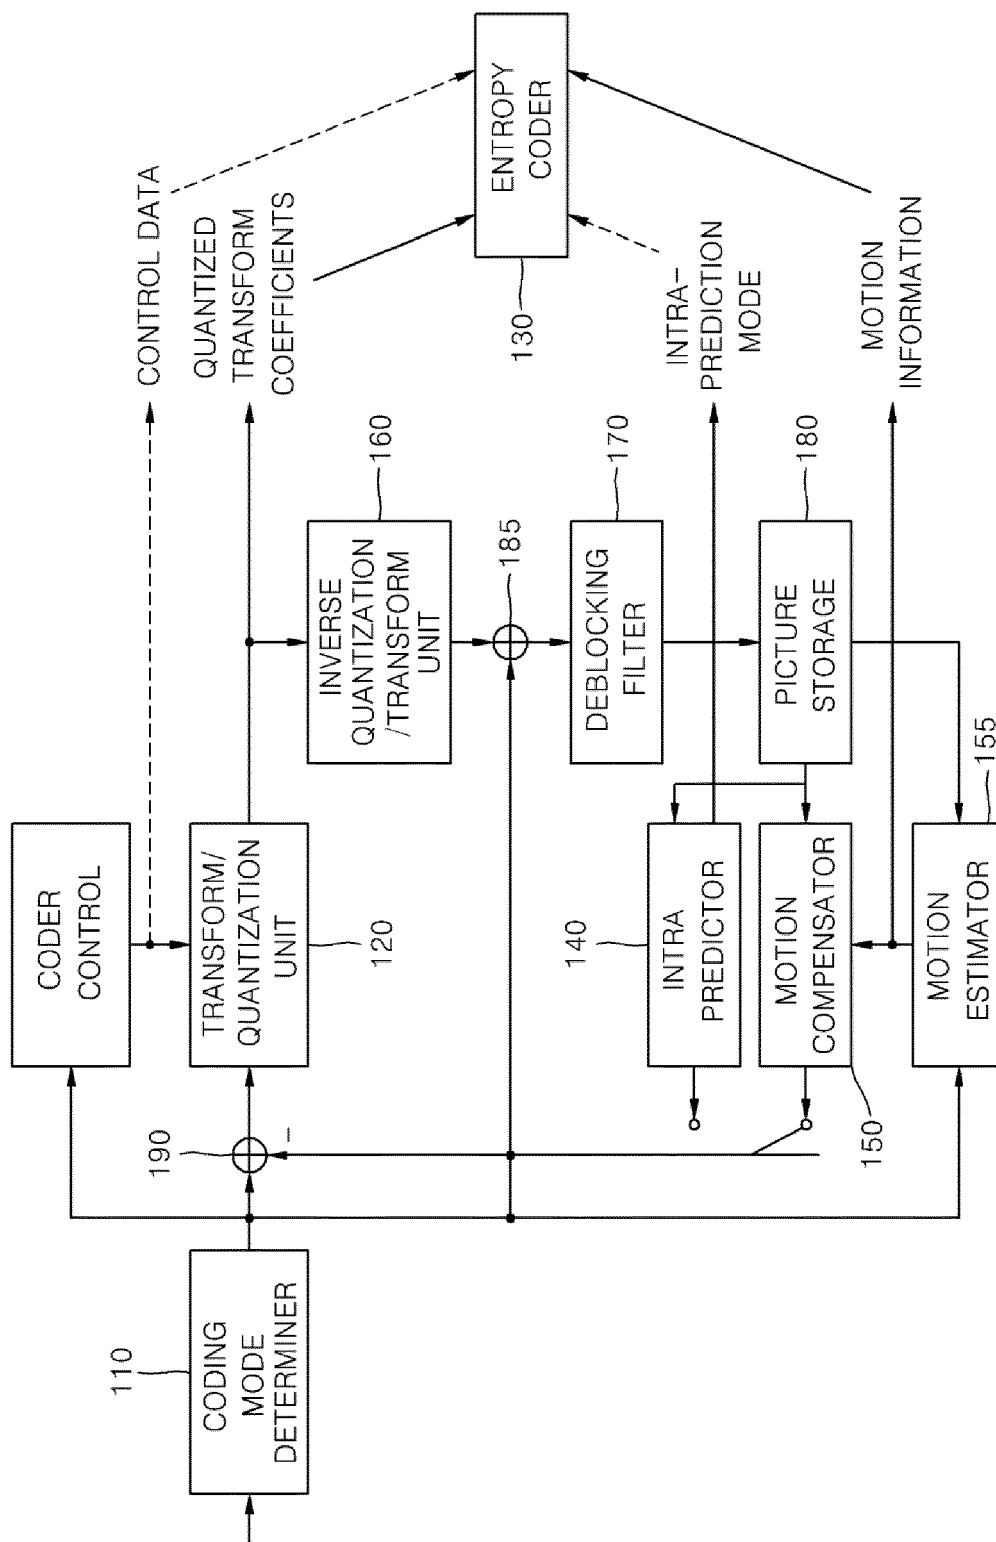 110
CODING
MODE
DETERMINER
190
−
CODER
CONTROL
TRANSFORM/
QUANTIZATION
UNIT
120
CONTROL DATA
QUANTIZED
TRANSFORM
COEFFICIENTS
INVERSE
QUANTIZATION
/TRANSFORM
UNIT
160
185
DEBLOCKING
FILTER
170
ENTROPY
CODER
130
140
INTRA
PREDICTOR
INTRA-
PREDICTION
MODE
PICTURE
STORAGE
180
MOTION
COMPENSATOR
150
MOTION
INFORMATION
MOTION
ESTIMATOR
155